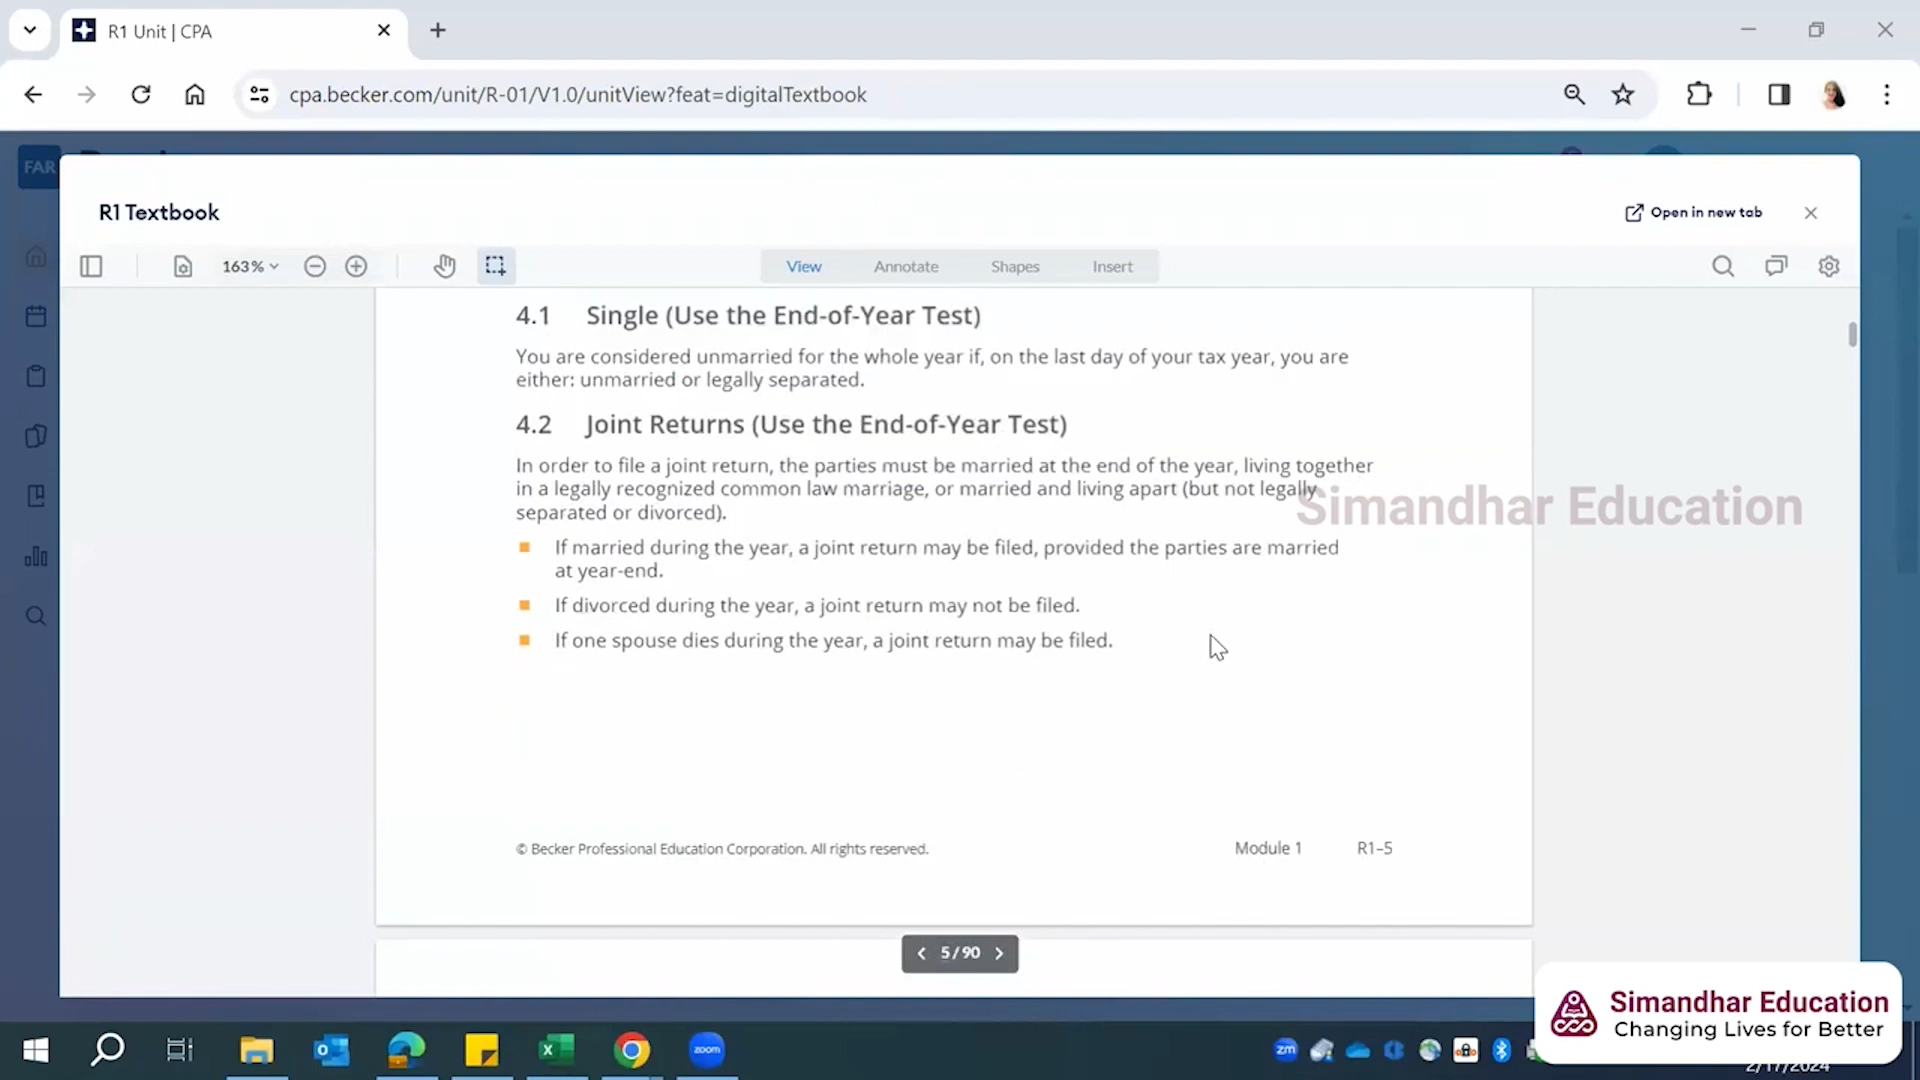 R1 Unit | CPA
cpa.becker.com/unit/R-01/V1.0/unitView?feat=digitalTextbook
FAR
R1 Textbook
Open in new tab
163%
View Annotate Shapes Insert
4.1 Single (Use the End-of-Year Test)
You are considered unmarried for the whole year if, on the last day of your tax year, you are
either: unmarried or legally separated.
4.2 Joint Returns (Use the End-of-Year Test)
In order to file a joint return, the parties must be married at the end of the year, living together
in a legally recognized common law marriage, or married and living apart (but not legally
separated or divorced).
Simandhar Education
■ If married during the year, a joint return may be filed, provided the parties are married
at year-end.
■ If divorced during the year, a joint return may not be filed.
■ If one spouse dies during the year, a joint return may be filed.
© Becker Professional Education Corporation. All rights reserved.
Module 1 R1–5
5/90
Simandhar Education
Changing Lives for Better
zoom
zm
2/17/2024